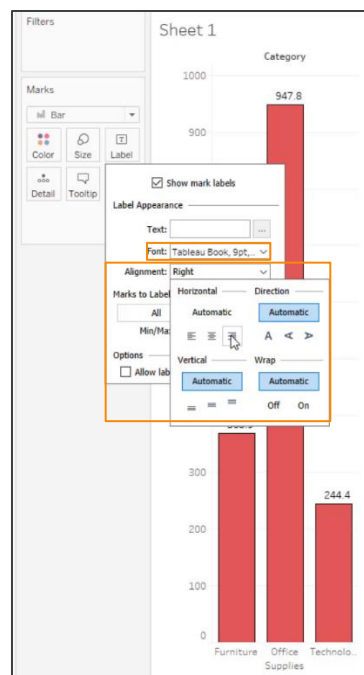 Filters
Sheet 1
Category
Marks
Bar
Color Size Label
Detail Tooltip
Show mark labels
Label Appearance
Text: ...
Font: Tableau Book, 9pt,..
Alignment: Right
Marks to Label
All
Min/Ma
Options
Allow lab
Horizontal Direction
Automatic Automatic
A A A
Vertical Wrap
Automatic Automatic
Off On
1000
900
300
200
100
0
947.8
244.4
Furniture Office Supplies Technolo..